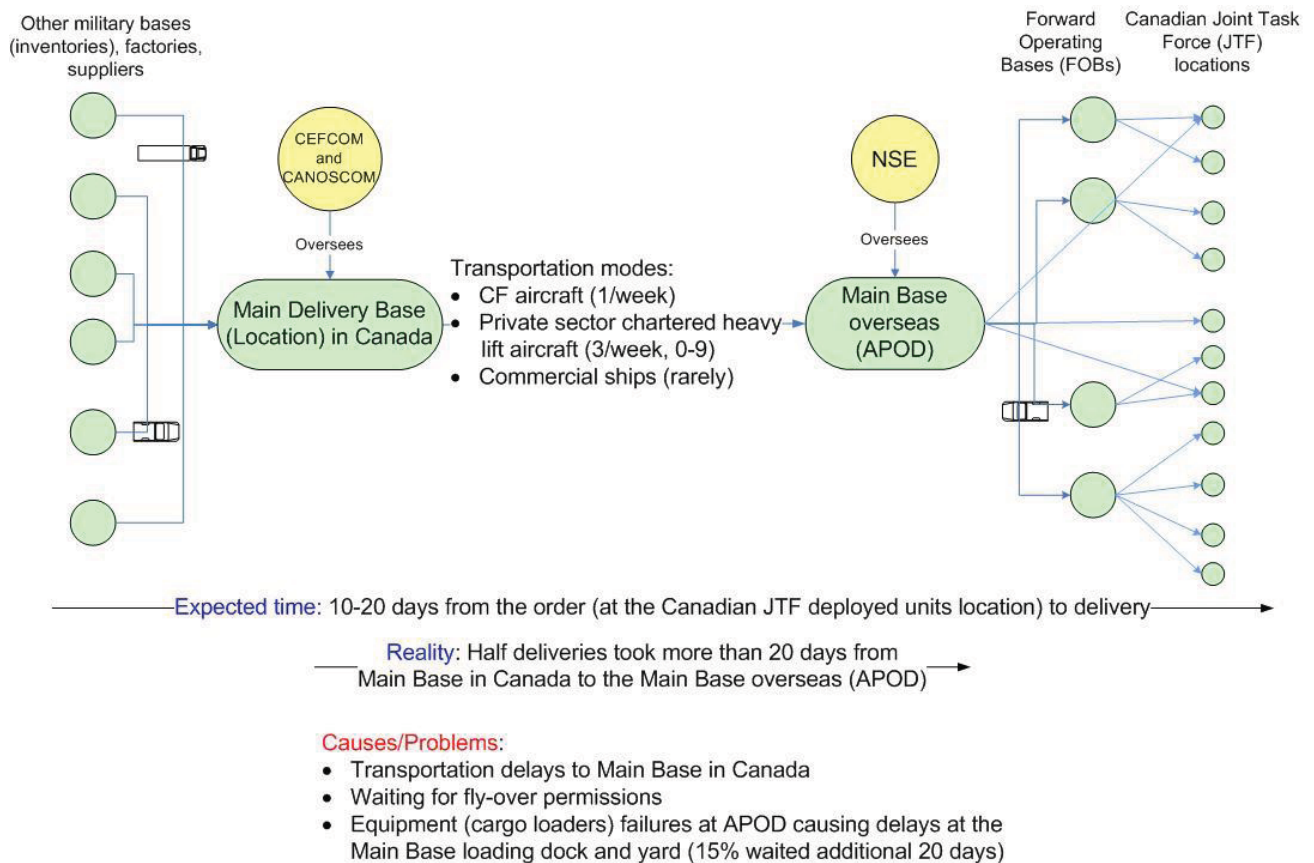 Other military bases
(inventories), factories,
suppliers
CEFCOM
and
CANOSCOM
Oversees
Main Delivery Base
(Location) in Canada
Transportation modes:
• CF aircraft (1/week)
• Private sector chartered heavy
lift aircraft (3/week, 0-9)
• Commercial ships (rarely)
NSE
Oversees
Main Base
overseas
(APOD)
Forward
Operating
Bases (FOBs)
Canadian Joint Task
Force (JTF)
locations
Expected time: 10-20 days from the order (at the Canadian JTF deployed units location) to delivery
Reality: Half deliveries took more than 20 days from
Main Base in Canada to the Main Base overseas (APOD)
Causes/Problems:
• Transportation delays to Main Base in Canada
• Waiting for fly-over permissions
• Equipment (cargo loaders) failures at APOD causing delays at the
Main Base loading dock and yard (15% waited additional 20 days)